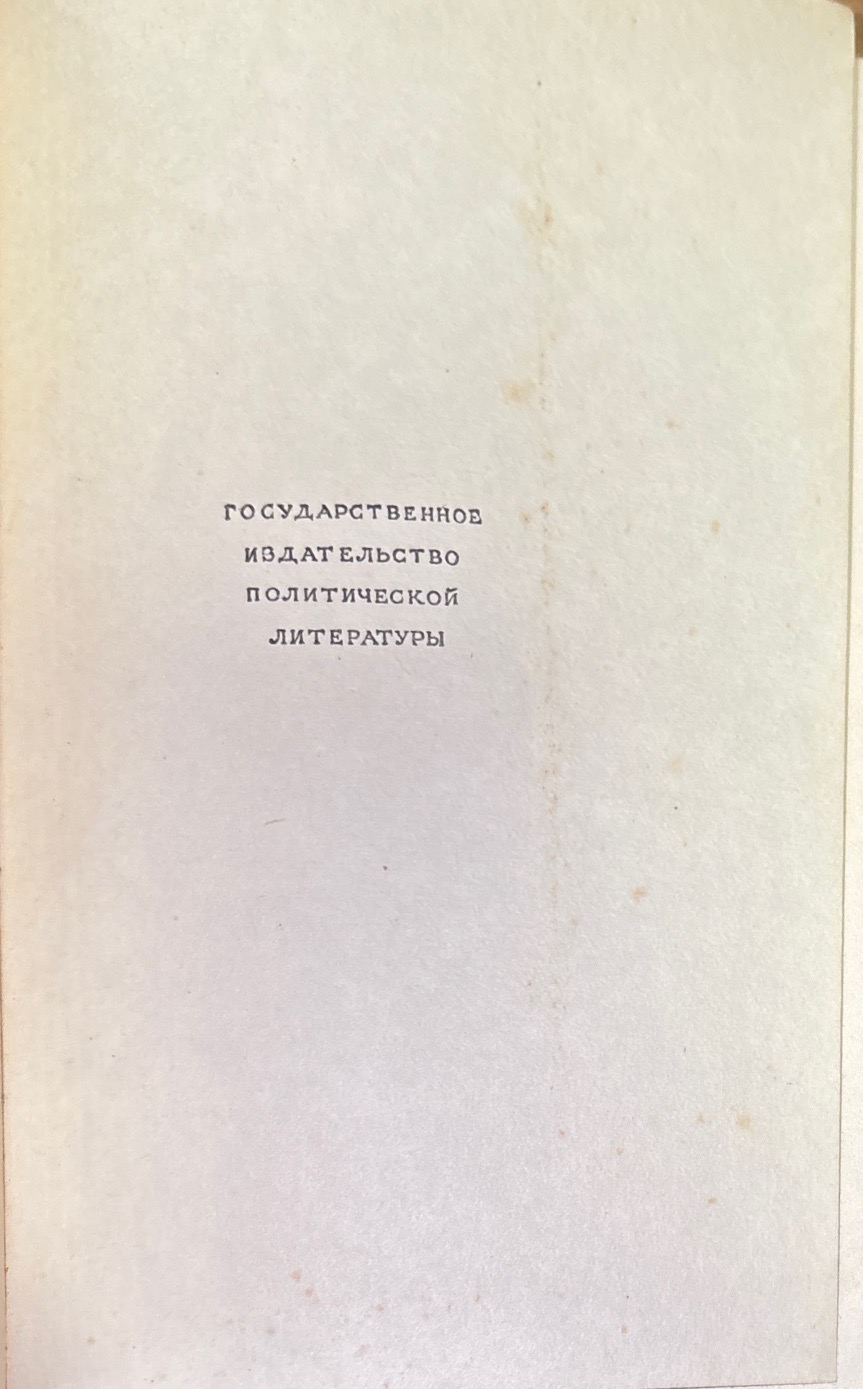 ГОСУДАРСТВЕННОЕ
ИЗДАТЕЛЬСТВО
ПОЛИТИЧЕСКОЙ
ЛИТЕРАТУРЫ